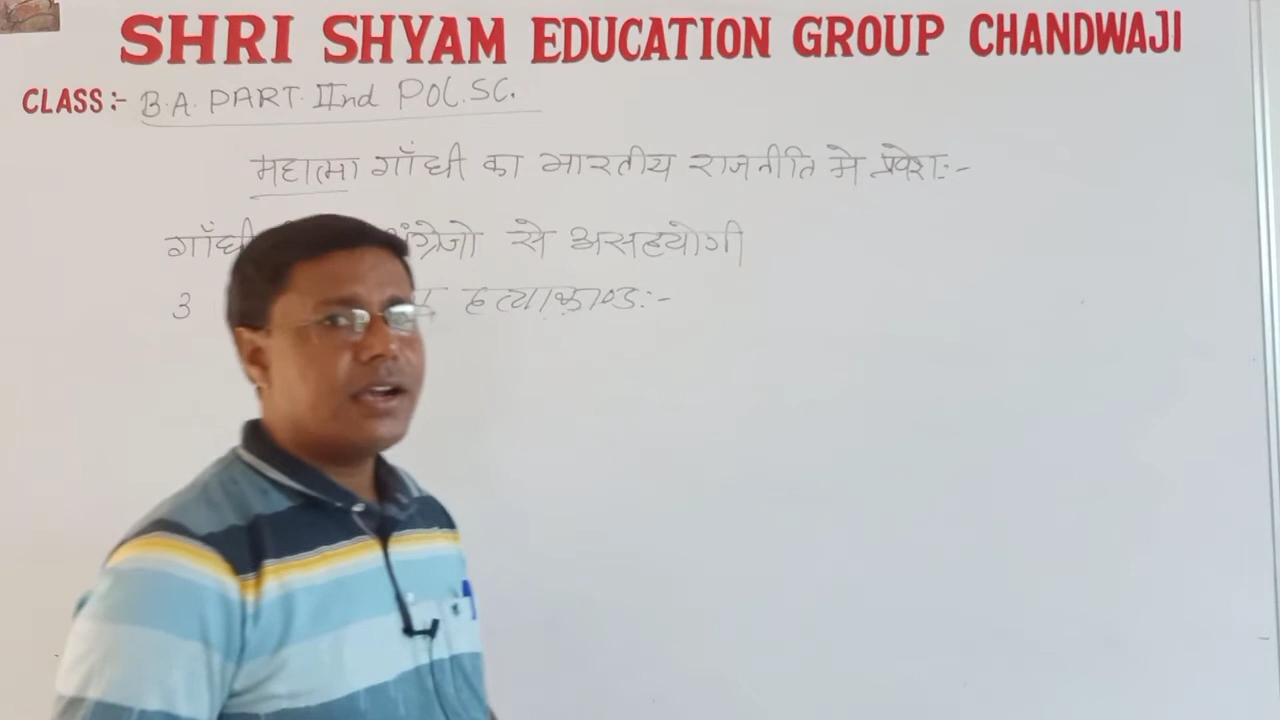 SHRI SHYAM EDUCATION GROUP CHANDWAJI
CLASS:- B.A. PART IInd POL.SC.
महात्मा गाँधी का भारतीय राजनीति मे प्रवेश:-
गाँधी अंग्रेजो से असहयोगी
3 हत्याकाण्ड:-